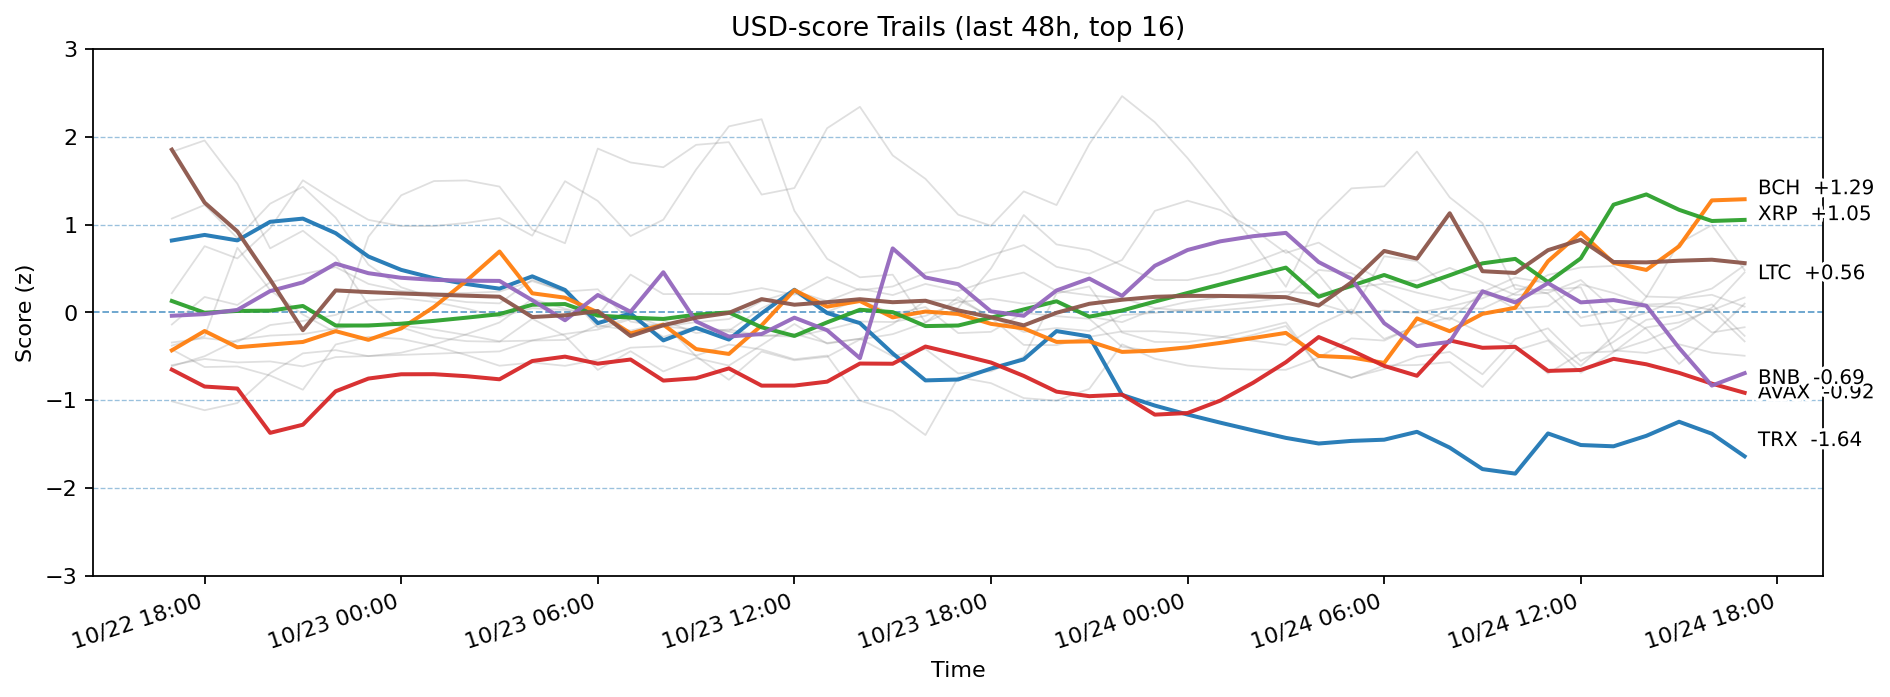 USD-score Trails (last 48h, top 16)
Score (z)
3
2
1
0
−1
−2
−3
BCH +1.29
XRP +1.05
LTC +0.56
BNB -0.69
AVAX -0.92
TRX -1.64
10/22 18:00
10/23 00:00
10/23 06:00
10/23 12:00
10/23 18:00
10/24 00:00
10/24 06:00
10/24 12:00
10/24 18:00
Time